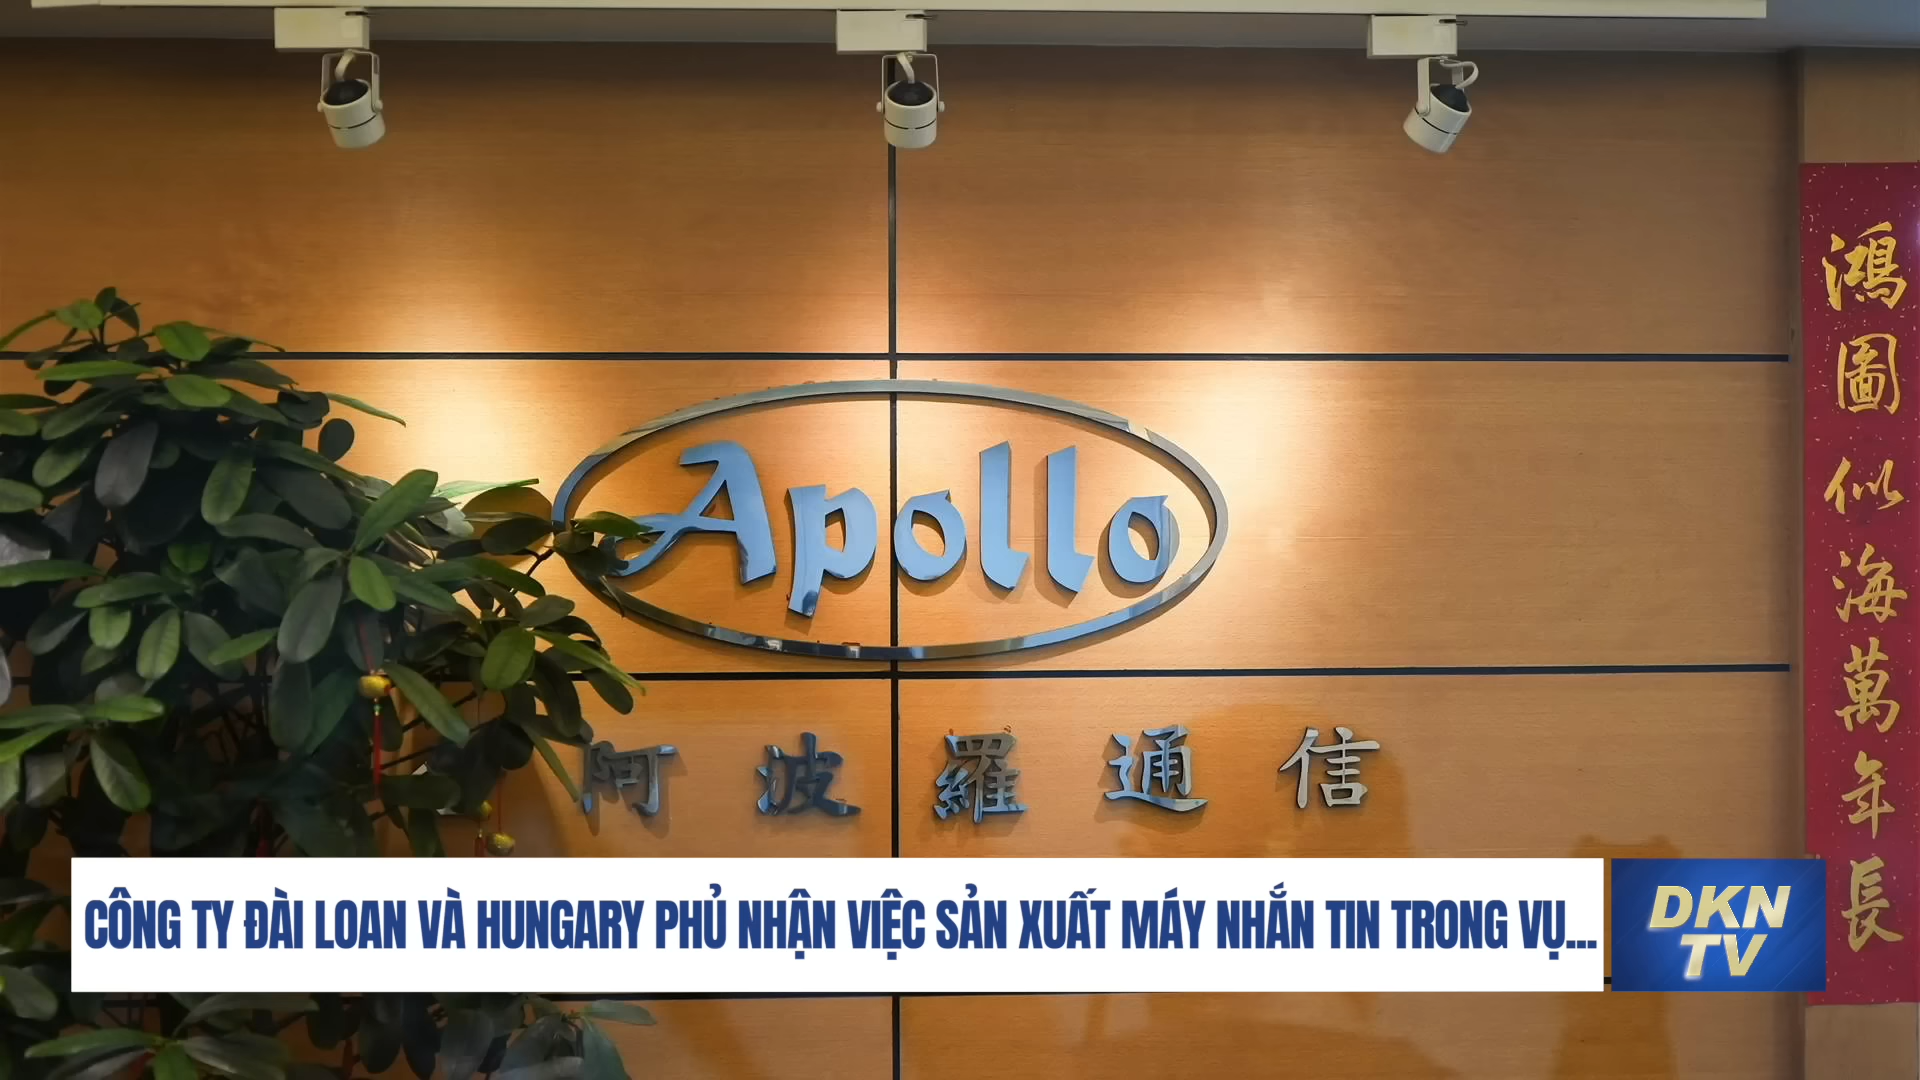 Apollo
阿波羅通信
鴻圖似海萬年長
CÔNG TY ĐÀI LOAN VÀ HUNGARY PHỦ NHẬN VIỆC SẢN XUẤT MÁY NHẮN TIN TRONG VỤ...
DKN
TV